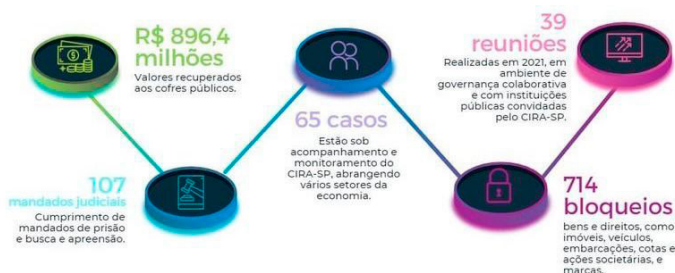 R$ 896,4
milhões
Valores recuperados
aos cofres públicos.
107
mandados judiciais
Cumprimento de
mandados de prisão
e busca e apreensão.
65 casos
Estão sob
acompanhamento e
monitoramento do
CIRA-SP, abrangendo
vários setores da
economia.
39
reuniões
Realizadas em 2021, em
ambiente de
governança colaborativa
e com instituições
públicas convidadas
pelo CIRA-SP.
714
bloqueios
bens e direitos, como
imóveis, veículos,
embarcações, cotas e
ações societárias, e
marcas.